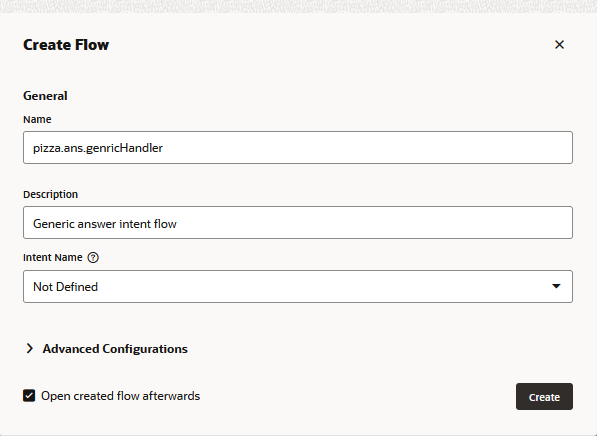 Create Flow
General
Name
pizza.ans.genricHandler
Description
Generic answer intent flow
Intent Name
Not Defined
Advanced Configurations
Open created flow afterwards
Create